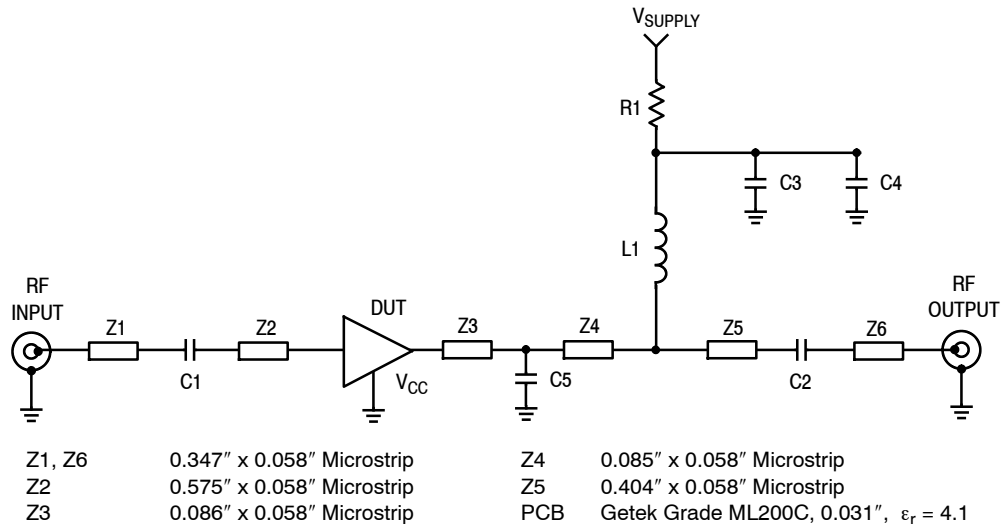 V_SUPPLY
R1
C3
C4
L1
RF
INPUT
RF
OUTPUT
DUT
Z1
Z2
Z3
Z4
Z5
Z6
C1
V_CC
C5
C2
Z1, Z6 0.347″ x 0.058″ Microstrip
Z2 0.575″ x 0.058″ Microstrip
Z3 0.086″ x 0.058″ Microstrip
Z4 0.085″ x 0.058″ Microstrip
Z5 0.404″ x 0.058″ Microstrip
PCB Getek Grade ML200C, 0.031″, ε_r = 4.1